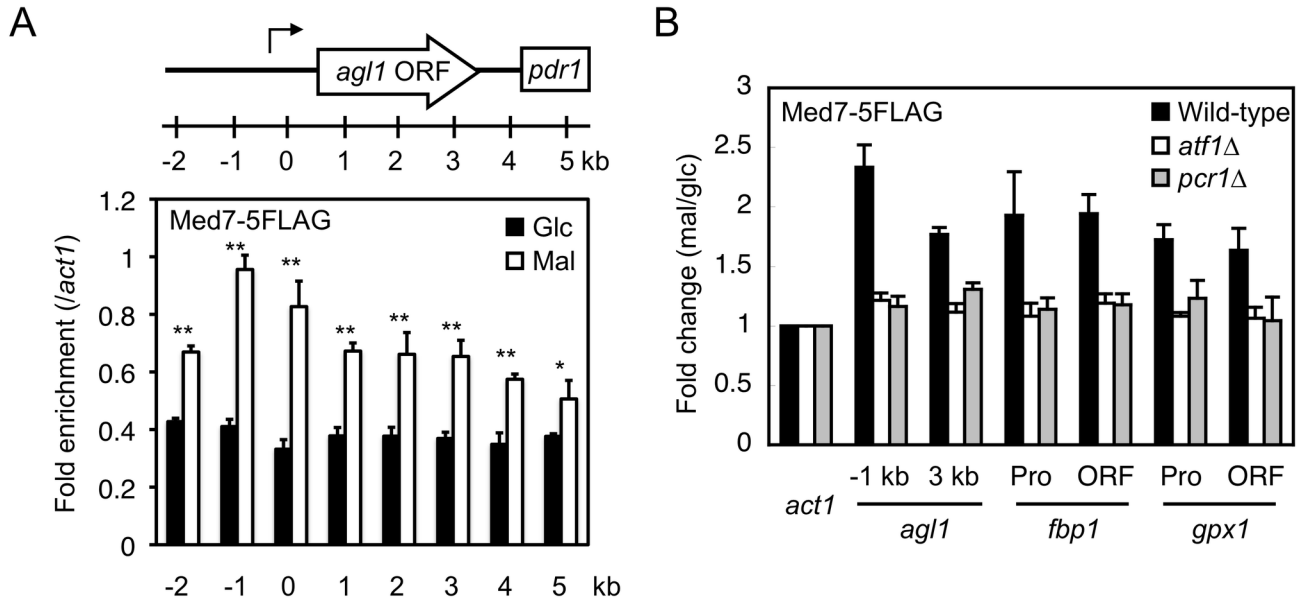 A
agl1 ORF
pdr1
-2 -1 0 1 2 3 4 5 kb
Fold enrichment (/act1)
1.2
1
0.8
0.6
0.4
0.2
0
Med7-5FLAG
Glc
Mal
** ** ** ** ** ** ** *
-2 -1 0 1 2 3 4 5 kb
B
Fold change (mal/glc)
3
2.5
2
1.5
1
0.5
0
Med7-5FLAG
Wild-type
atf1Δ
pcr1Δ
-1 kb 3 kb Pro ORF Pro ORF
act1
agl1 fbp1 gpx1